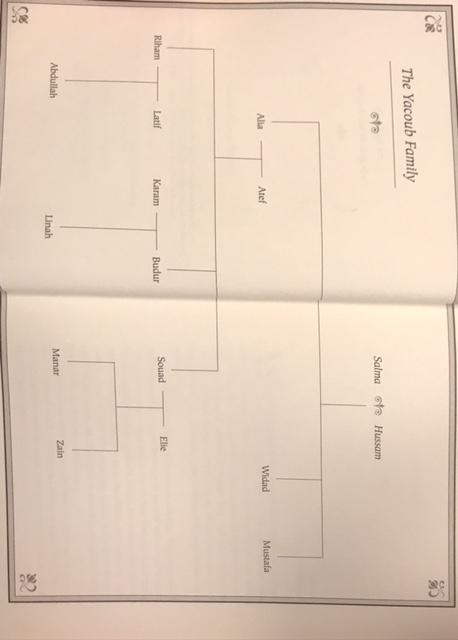 The Yacoub Family
Salma Hussam
Alia Atef Widad Mustafa
Riham Latif Karam Budur Souad Elie
Abdullah Linah Manar Zain